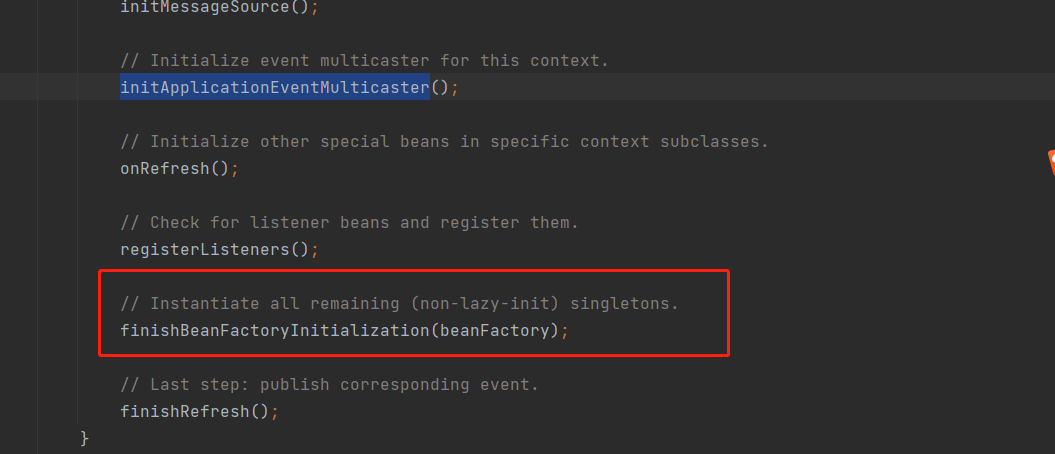 initMessageSource();
// Initialize event multicaster for this context.
initApplicationEventMulticaster();
// Initialize other special beans in specific context subclasses.
onRefresh();
// Check for listener beans and register them.
registerListeners();
// Instantiate all remaining (non-lazy-init) singletons.
finishBeanFactoryInitialization(beanFactory);
// Last step: publish corresponding event.
finishRefresh();
}